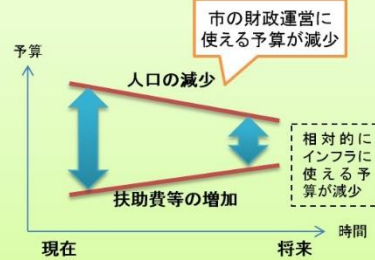 市の財政運営に
使える予算が減少
予算
人口の減少
相対的に
インフラに
使える予
算が減少
扶助費等の増加
時間
現在
将来